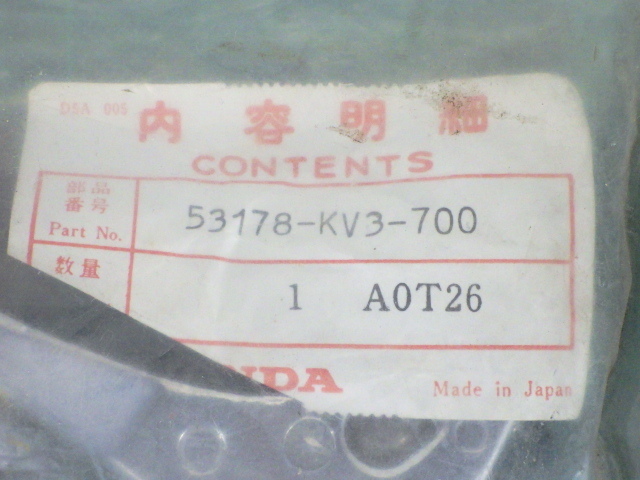 D5A 005
内容明細
CONTENTS
部品
番号
Part No.
53178-KV3-700
数量
1 A0T26
NDA
Made in Japan